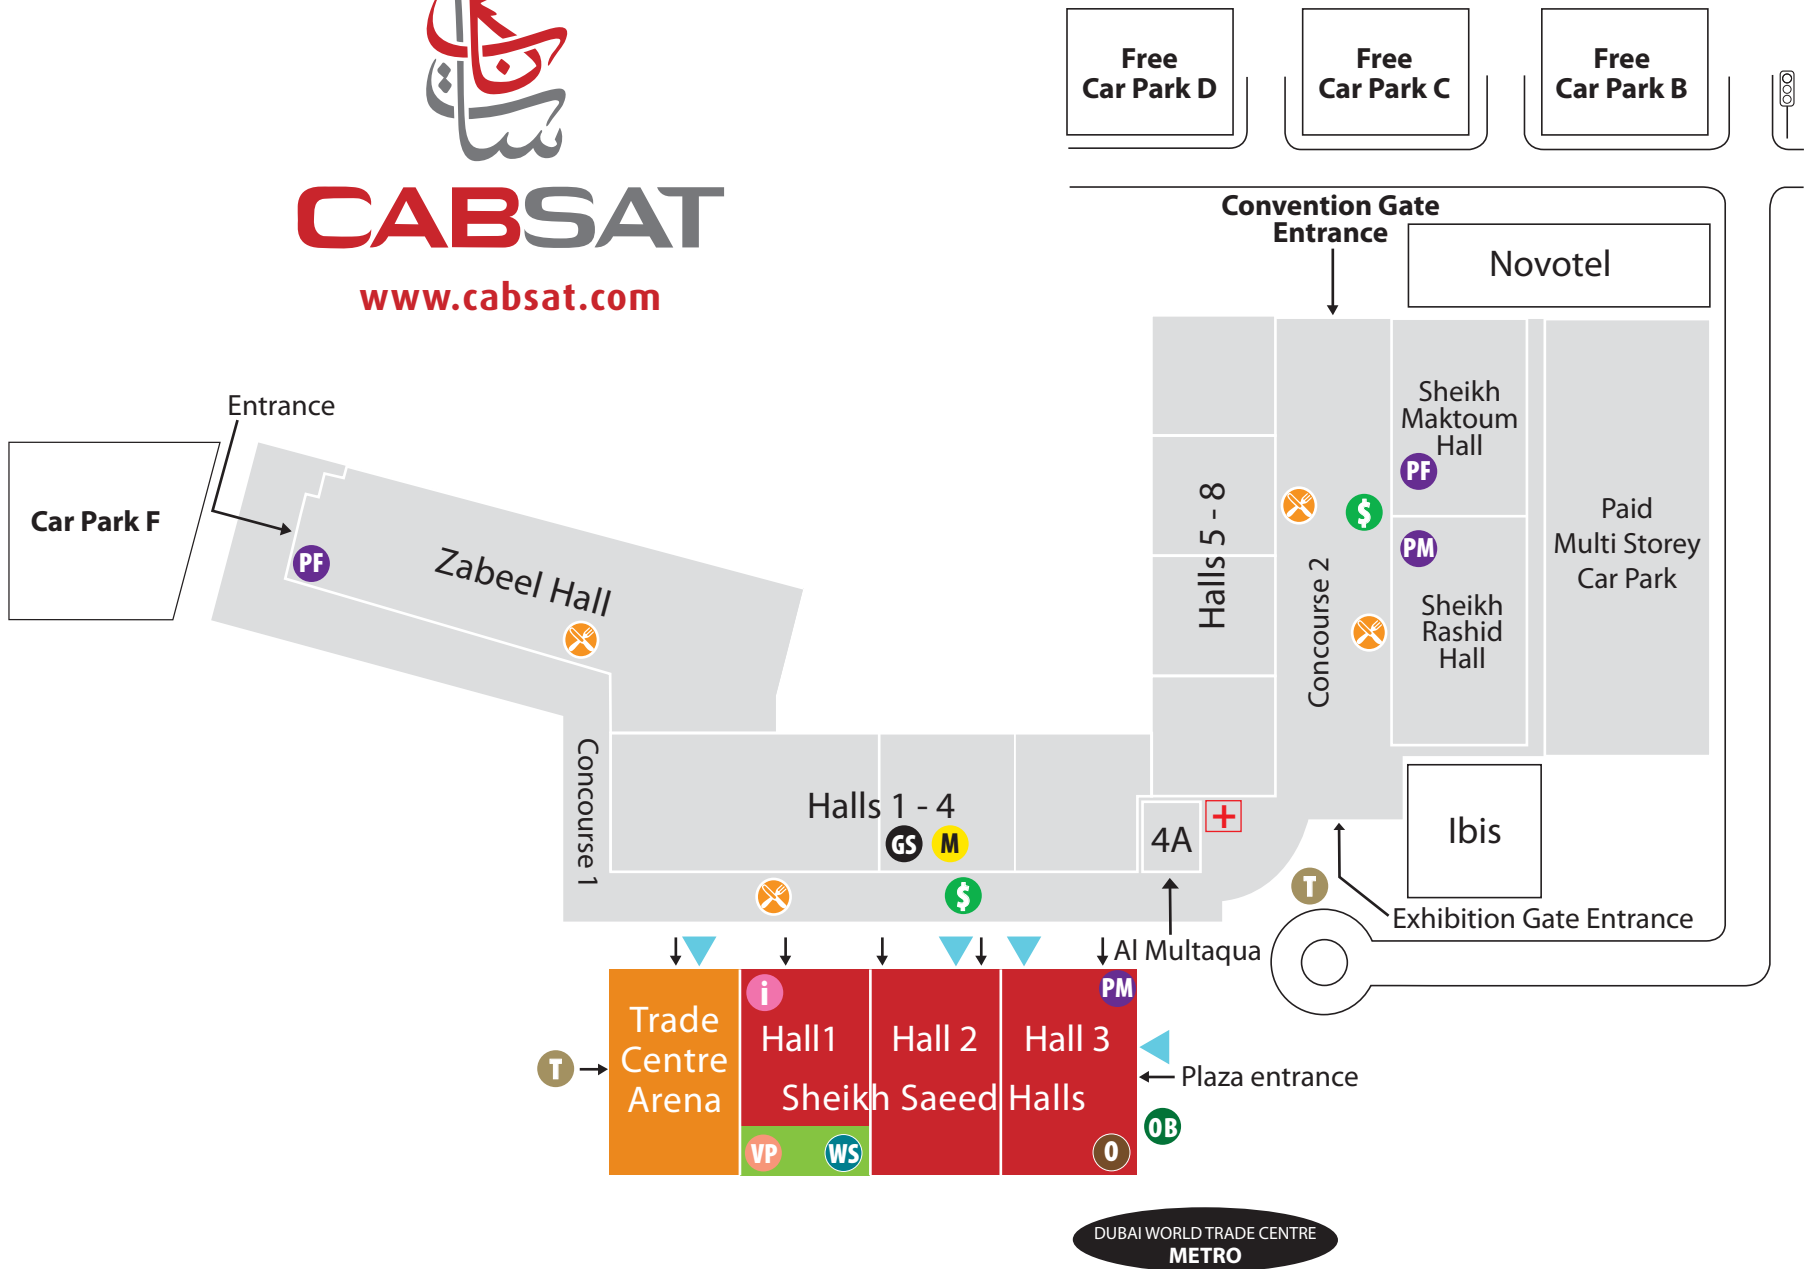 ساتكاب
CABSAT
www.cabsat.com
Free
Car Park D
Free
Car Park C
Free
Car Park B
Convention Gate
Entrance
Novotel
Entrance
Car Park F
PF
Zabeel Hall
Halls 5 - 8
Concourse 2
$
Sheikh
Maktoum
Hall
PF
PM
Sheikh
Rashid
Hall
Paid
Multi Storey
Car Park
Concourse 1
Halls 1 - 4
GS
M
$
4A
Ibis
T
Exhibition Gate Entrance
Al Multaqua
T
Trade
Centre
Arena
i
Hall1
Hall 2
Hall 3
PM
Sheikh Saeed Halls
Plaza entrance
VP
WS
O
OB
DUBAI WORLD TRADE CENTRE
METRO